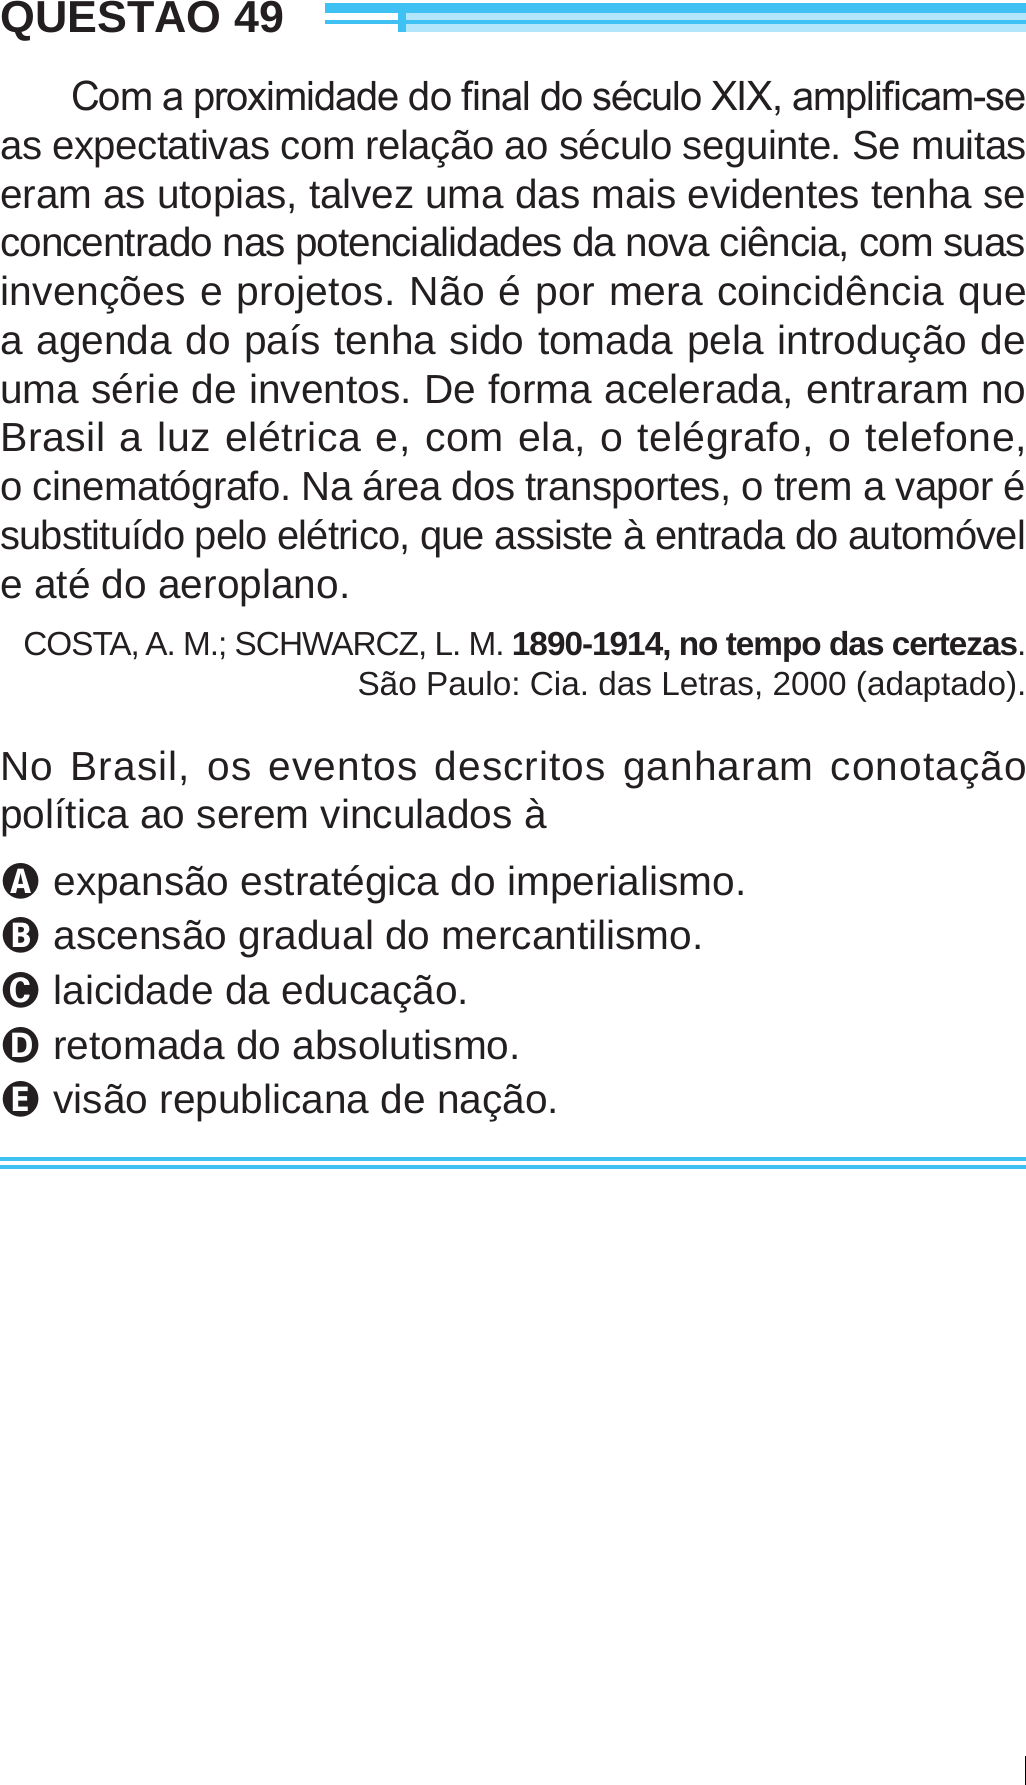 QUESTÃO 49
Com a proximidade do final do século XIX, amplificam-se
as expectativas com relação ao século seguinte. Se muitas
eram as utopias, talvez uma das mais evidentes tenha se
concentrado nas potencialidades da nova ciência, com suas
invenções e projetos. Não é por mera coincidência que
a agenda do país tenha sido tomada pela introdução de
uma série de inventos. De forma acelerada, entraram no
Brasil a luz elétrica e, com ela, o telégrafo, o telefone,
o cinematógrafo. Na área dos transportes, o trem a vapor é
substituído pelo elétrico, que assiste à entrada do automóvel
e até do aeroplano.
COSTA, A. M.; SCHWARCZ, L. M. 1890-1914, no tempo das certezas.
São Paulo: Cia. das Letras, 2000 (adaptado).
No Brasil, os eventos descritos ganharam conotação
política ao serem vinculados à
A expansão estratégica do imperialismo.
B ascensão gradual do mercantilismo.
C laicidade da educação.
D retomada do absolutismo.
E visão republicana de nação.